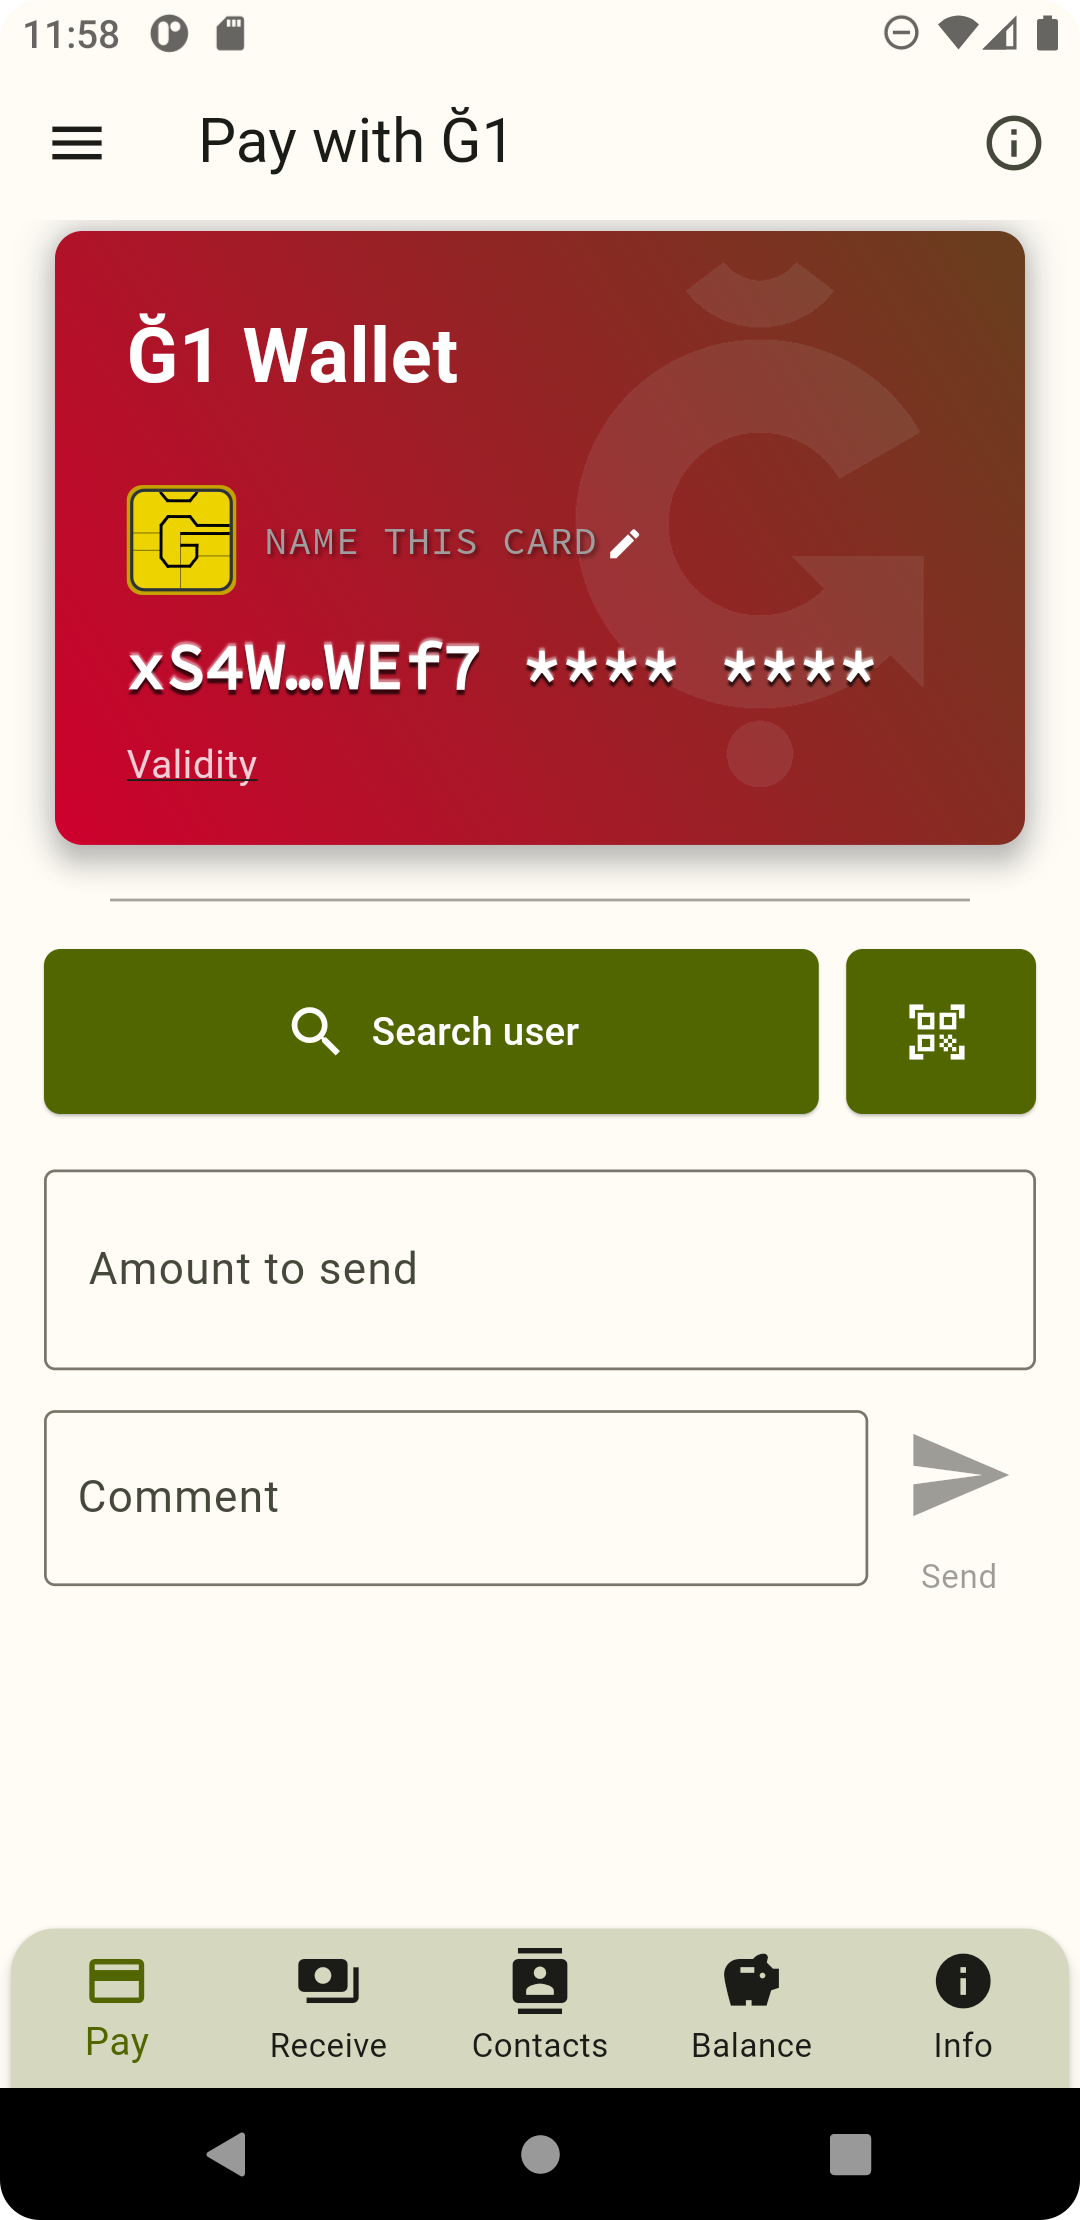 11:58
Pay with Ğ1
Ğ1 Wallet
NAME THIS CARD
xS4W…WEf7 **** ****
Validity
Search user
Amount to send
Comment
Send
Pay
Receive
Contacts
Balance
Info